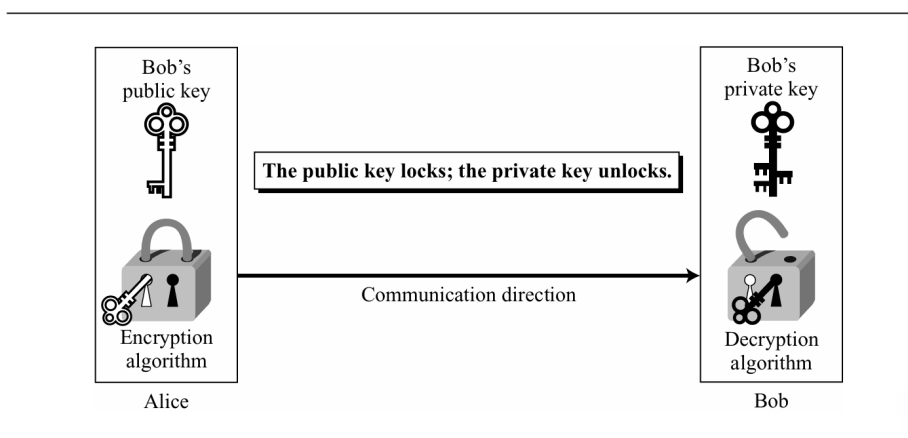 Bob's
public key
Bob's
private key
The public key locks; the private key unlocks.
Communication direction
Encryption
algorithm
Decryption
algorithm
Alice
Bob